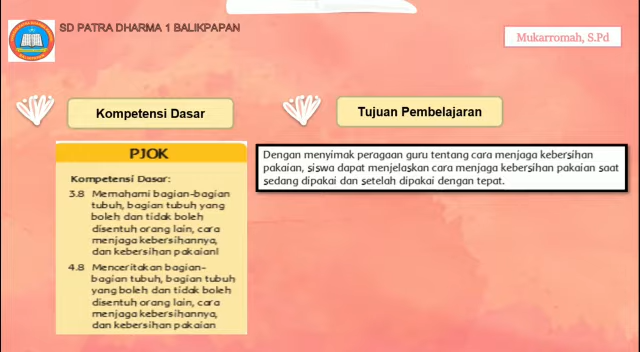 SD PATRA DHARMA 1 BALIKPAPAN
Mukarromah, S.Pd
Kompetensi Dasar
Tujuan Pembelajaran
PJOK
Kompetensi Dasar:
3.8 Memahami bagian-bagian
tubuh, bagian tubuh yang
boleh dan tidak boleh
disentuh orang lain, cara
menjaga kebersihannya,
dan kebersihan pakaian!
4.8 Menceritakan bagian-
bagian tubuh, bagian tubuh
yang boleh dan tidak boleh
disentuh orang lain, cara
menjaga kebersihannya,
dan kebersihan pakaian
Dengan menyimak peragaan guru tentang cara menjaga kebersihan
pakaian, siswa dapat menjelaskan cara menjaga kebersihan pakaian saat
sedang dipakai dan setelah dipakai dengan tepat.